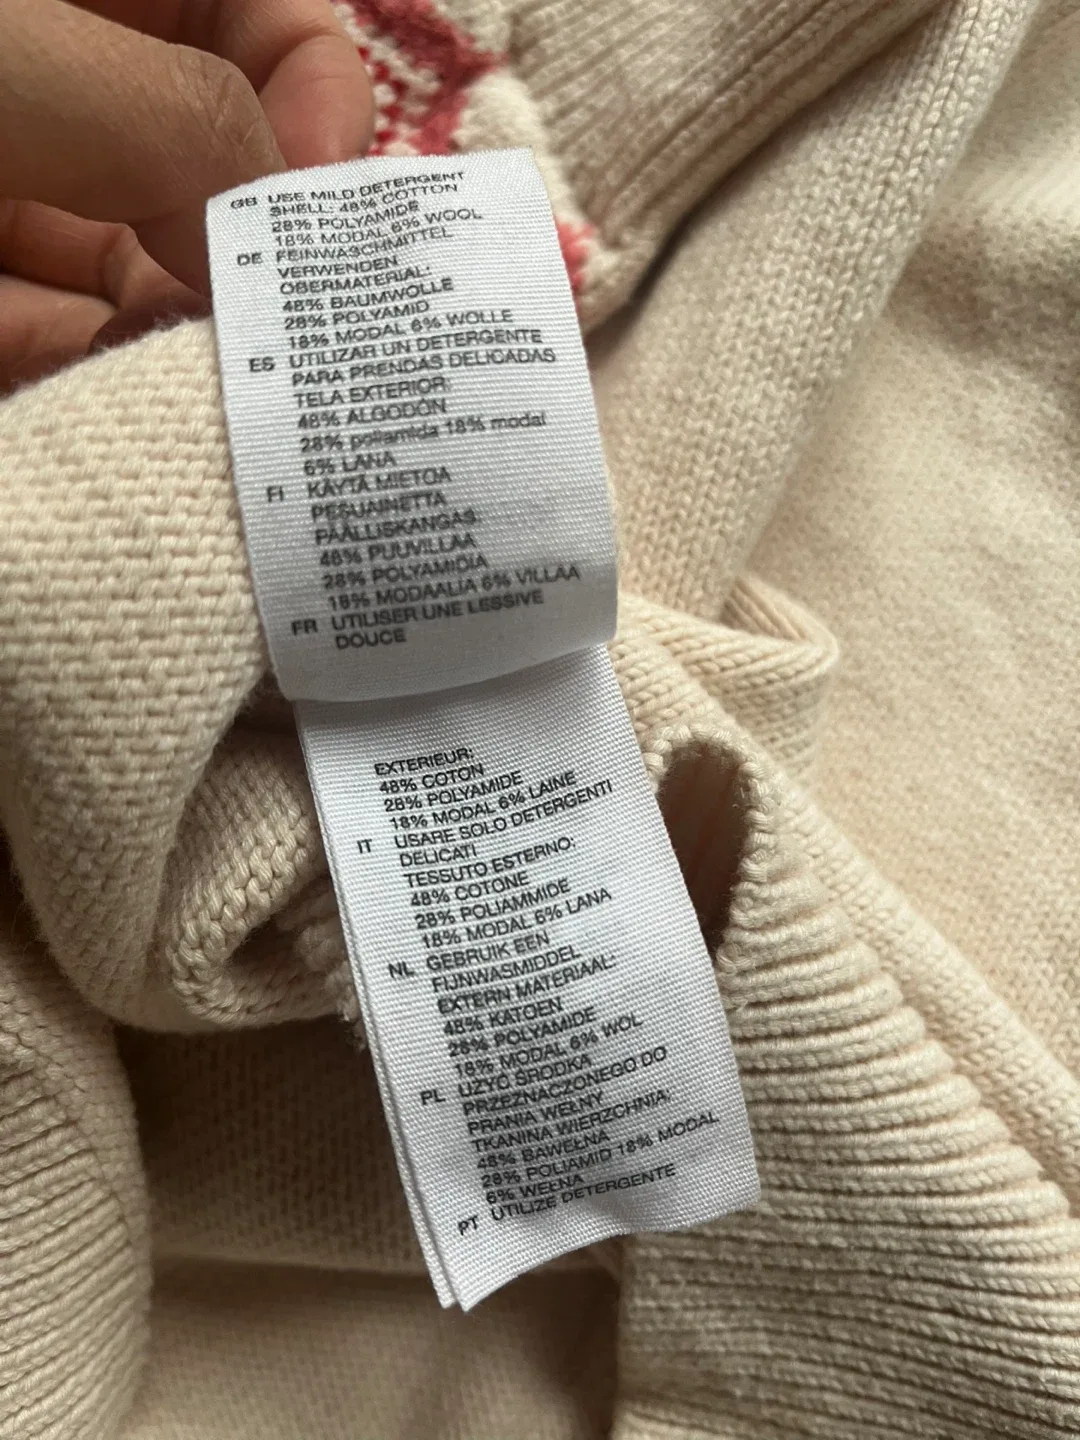 GB USE MILD DETERGENT
SHELL: 48% COTTON
28% POLYAMIDE
18% MODAL 6% WOOL
DE FEINWASCHMITTEL
VERWENDEN
OBERMATERIAL:
48% BAUMWOLLE
28% POLYAMID
18% MODAL 6% WOLLE
ES UTILIZAR UN DETERGENTE
PARA PRENDAS DELICADAS
TELA EXTERIOR:
48% ALGODÓN
28% poliamida 18% modal
6% LANA
FI KÄYTÄ MIETOA
PESUAINETTA
PÄÄLLISKANGAS:
48% PUUVILLAA
28% POLYAMIDIA
18% MODAALIA 6% VILLAA
FR UTILISER UNE LESSIVE
DOUCE
EXTERIEUR:
48% COTON
28% POLYAMIDE
18% MODAL 6% LAINE
IT USARE SOLO DETERGENTI
DELICATI
TESSUTO ESTERNO:
48% COTONE
28% POLIAMMIDE
18% MODAL 6% LANA
NL GEBRUIK EEN
FIJNWASMIDDEL
EXTERN MATERIAAL:
48% KATOEN
28% POLYAMIDE
18% MODAL 6% WOL
PL UŻYĆ ŚRODKA
PRZEZNACZONEGO DO
PRANIA WEŁNY
TKANINA WIERZCHNIA:
48% BAWEŁNA
28% POLIAMID 18% MODAL
6% WEŁNA
PT UTILIZE DETERGENTE